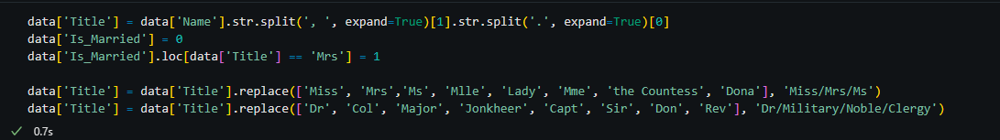 data['Title'] = data['Name'].str.split(', ', expand=True)[1].str.split('.', expand=True)[0]
data['Is_Married'] = 0
data['Is_Married'].loc[data['Title'] == 'Mrs'] = 1
data['Title'] = data['Title'].replace(['Miss', 'Mrs','Ms', 'Mlle', 'Lady', 'Mme', 'the Countess', 'Dona'], 'Miss/Mrs/Ms')
data['Title'] = data['Title'].replace(['Dr', 'Col', 'Major', 'Jonkheer', 'Capt', 'Sir', 'Don', 'Rev'], 'Dr/Military/Noble/Clergy')
✓ 0.7s